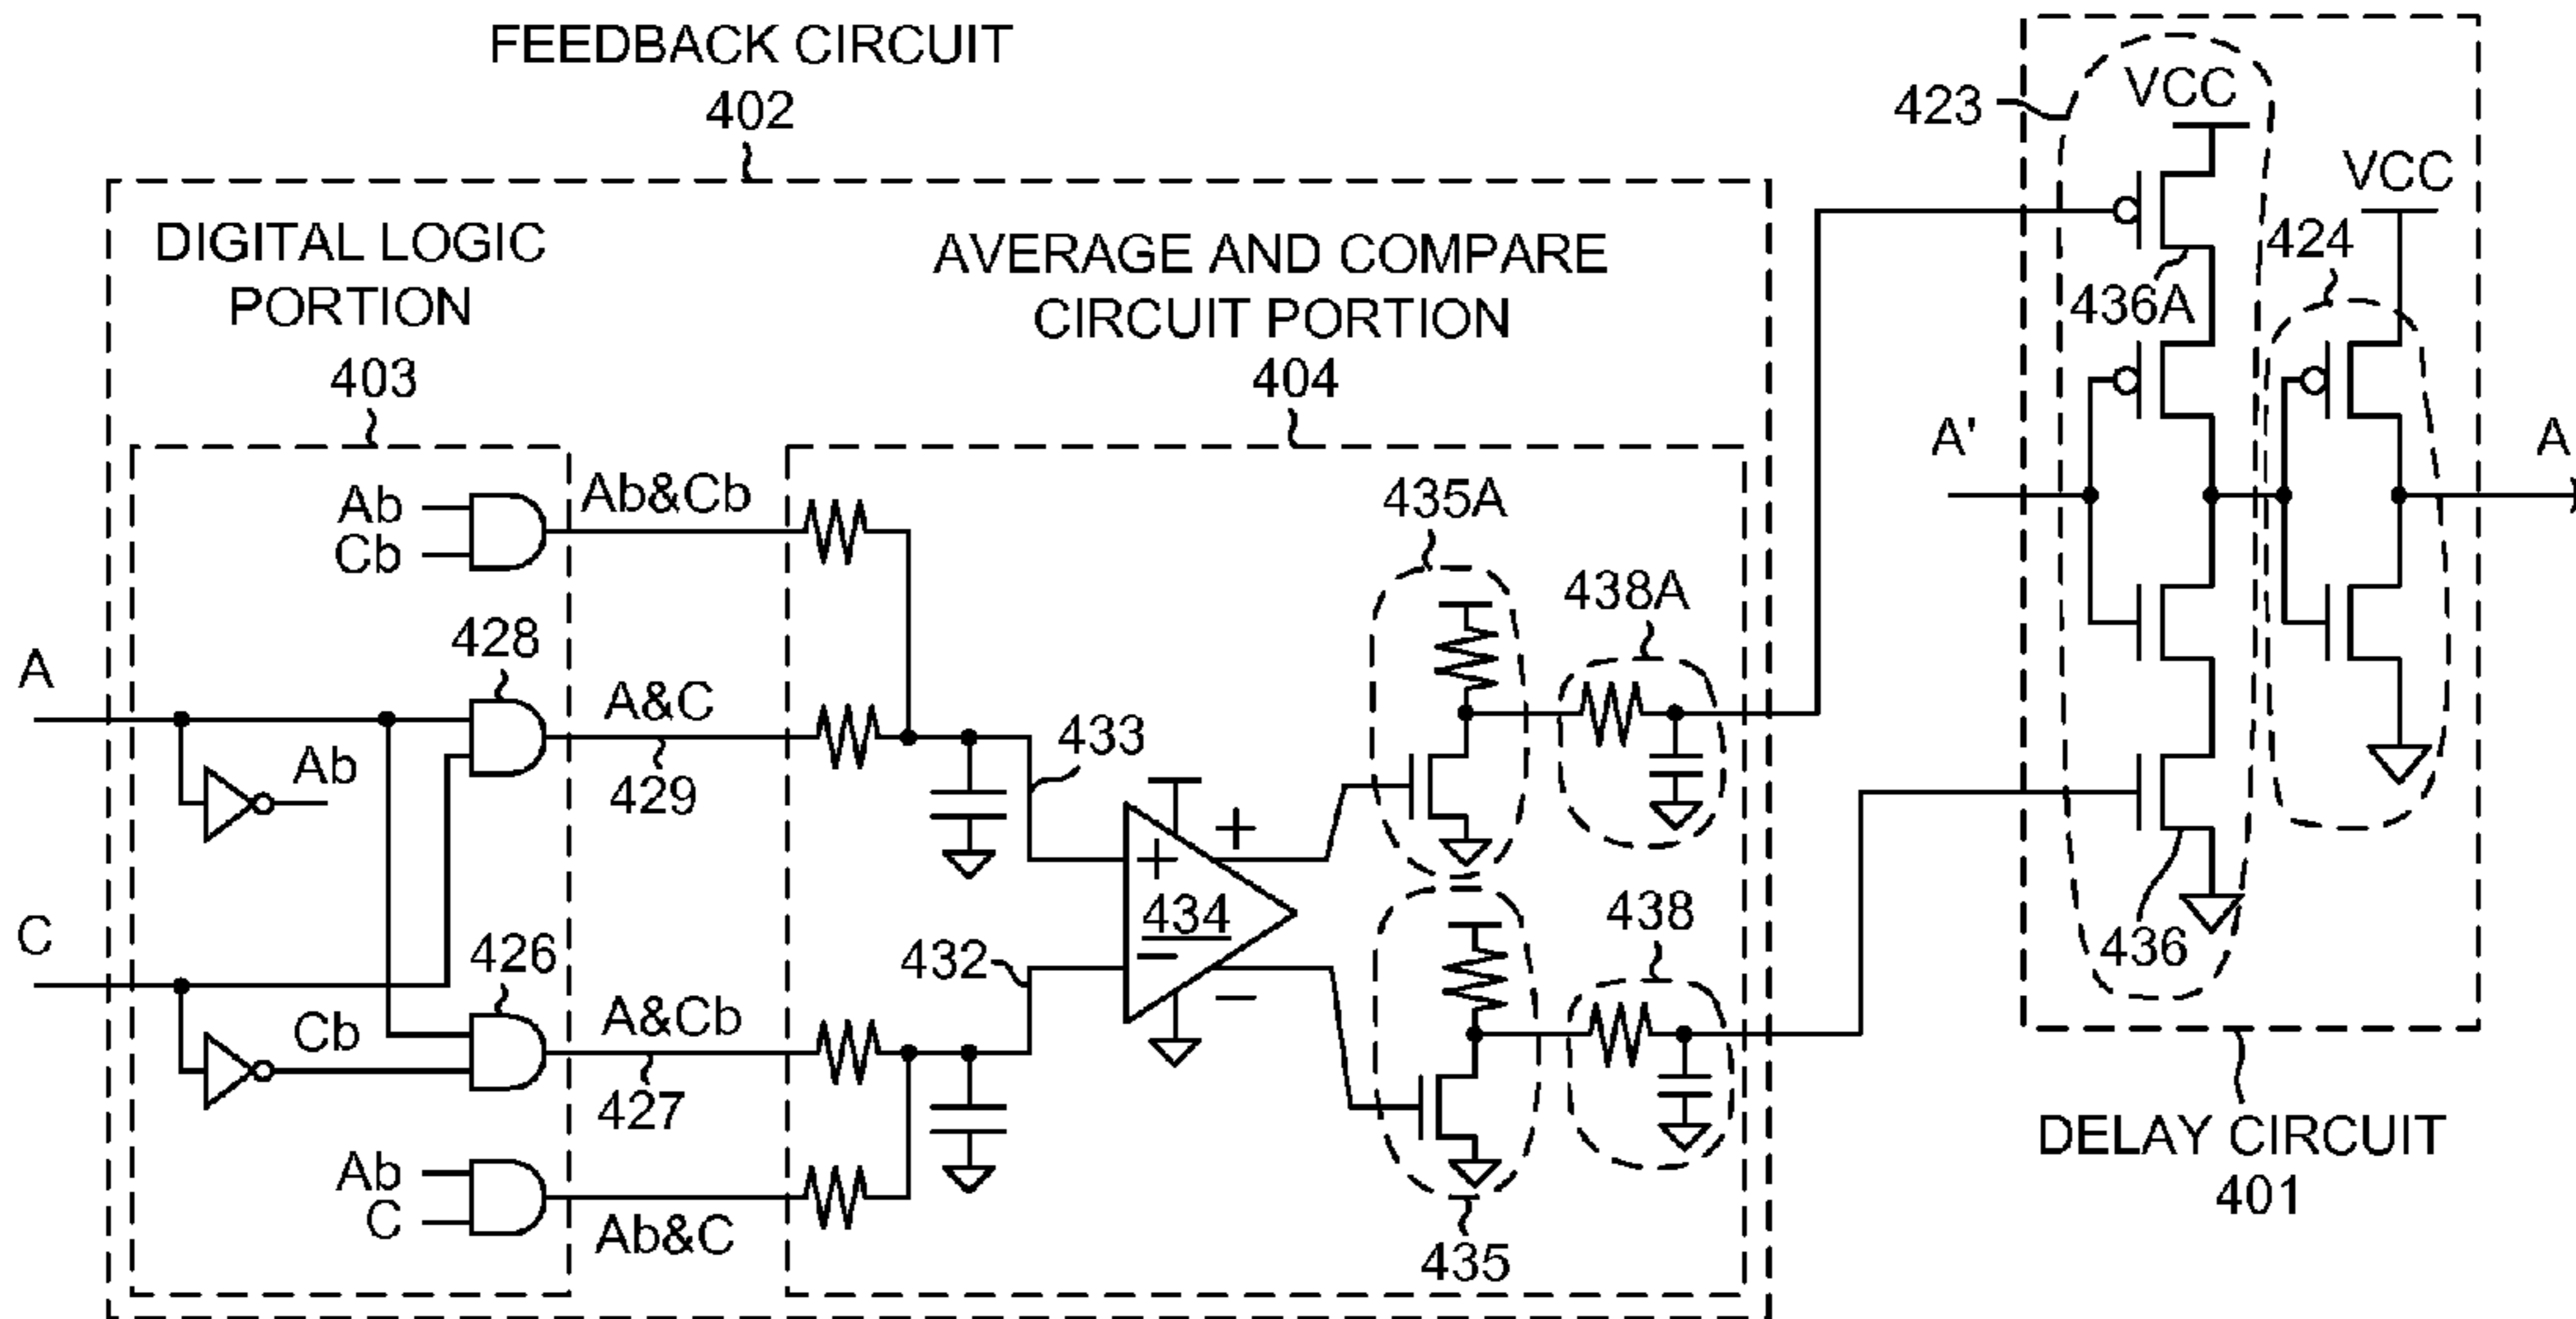 FEEDBACK CIRCUIT
402
DIGITAL LOGIC
PORTION
403
AVERAGE AND COMPARE
CIRCUIT PORTION
404
423
VCC
436A
VCC
424
A'
A
Ab
Cb
Ab&Cb
428
A
Ab
A&C
429
433
435A
438A
+
434
−
+
−
432
C
426
Cb
A&Cb
427
Ab
C
Ab&C
438
435
436
DELAY CIRCUIT
401